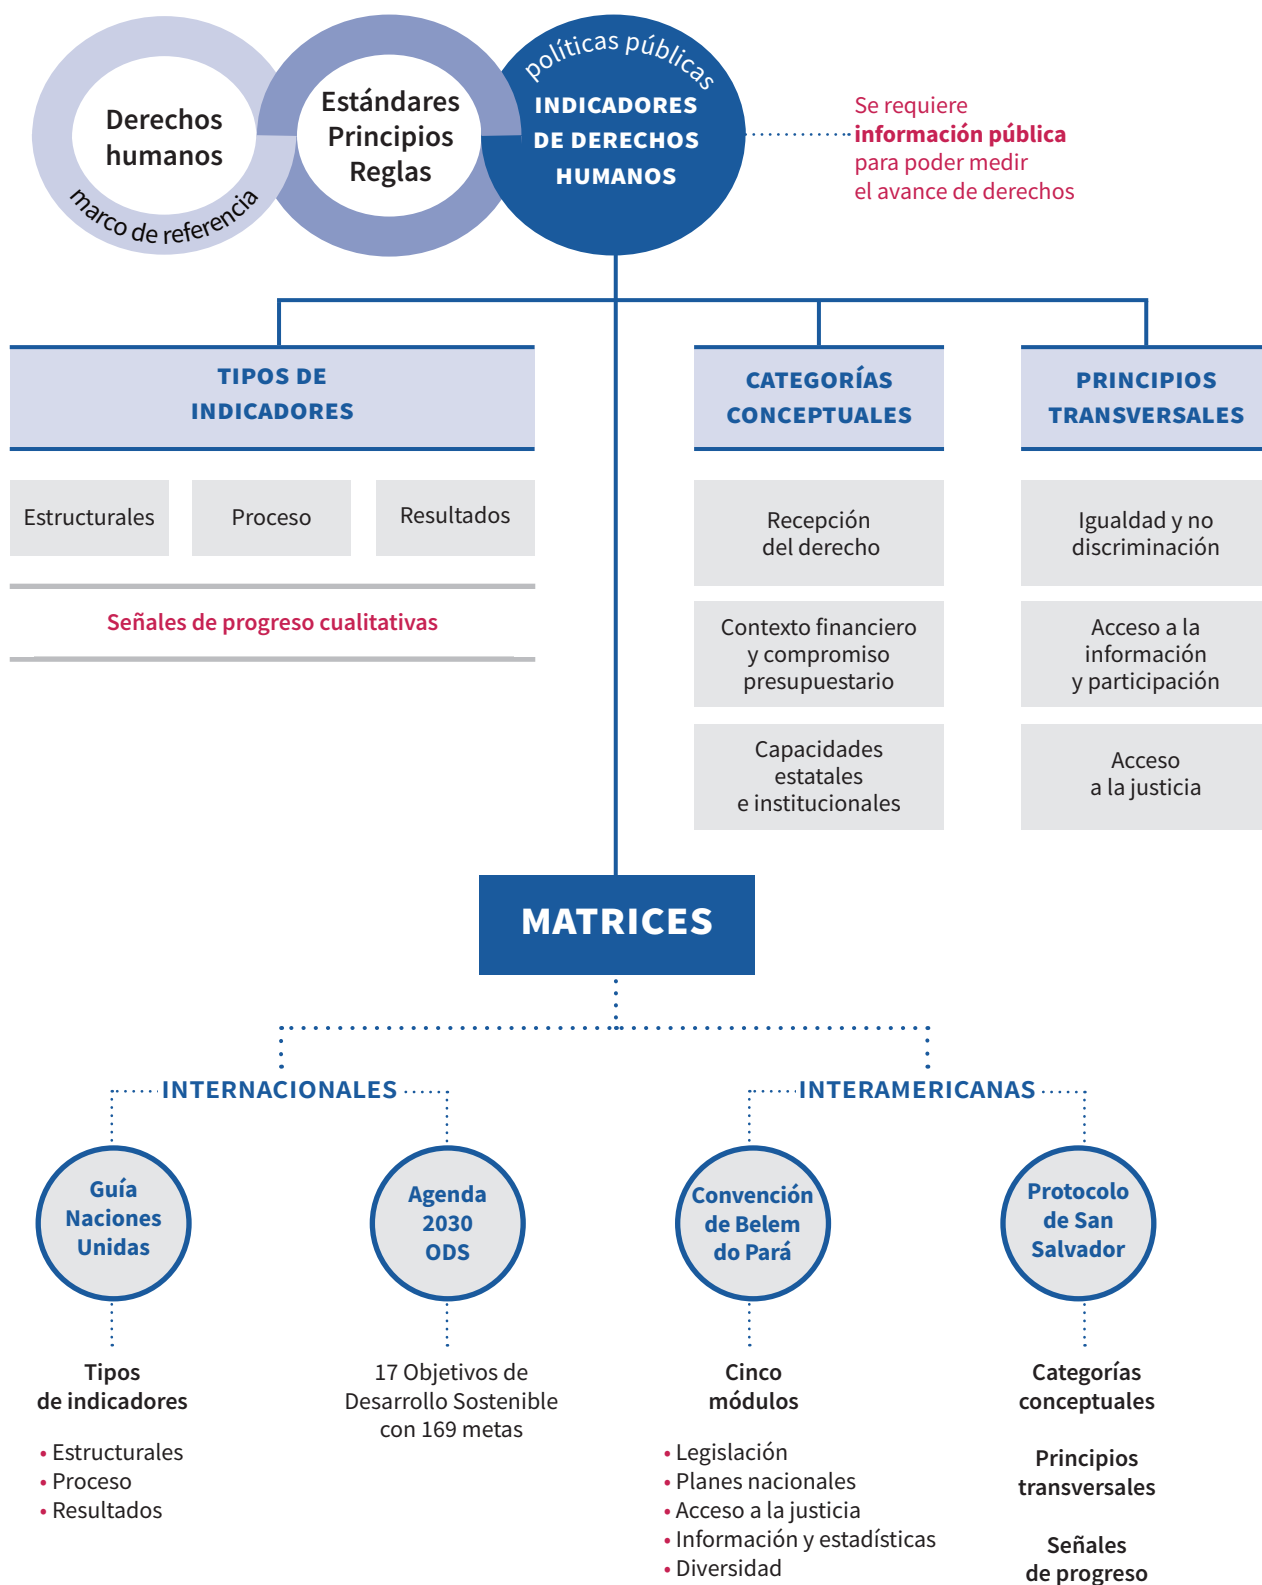 Derechos
humanos
marco de referencia
Estándares
Principios
Reglas
políticas públicas
INDICADORES
DE DERECHOS
HUMANOS
Se requiere
información pública
para poder medir
el avance de derechos
TIPOS DE
INDICADORES
Estructurales
Proceso
Resultados
Señales de progreso cualitativas
CATEGORÍAS
CONCEPTUALES
Recepción
del derecho
Contexto financiero
y compromiso
presupuestario
Capacidades
estatales
e institucionales
PRINCIPIOS
TRANSVERSALES
Igualdad y no
discriminación
Acceso a la
información
y participación
Acceso
a la justicia
MATRICES
INTERNACIONALES
Guía
Naciones
Unidas
Tipos
de indicadores
• Estructurales
• Proceso
• Resultados
Agenda
2030
ODS
17 Objetivos de
Desarrollo Sostenible
con 169 metas
INTERAMERICANAS
Convención
de Belem
do Pará
Cinco
módulos
• Legislación
• Planes nacionales
• Acceso a la justicia
• Información y estadísticas
• Diversidad
Protocolo
de San
Salvador
Categorías
conceptuales
Principios
transversales
Señales
de progreso